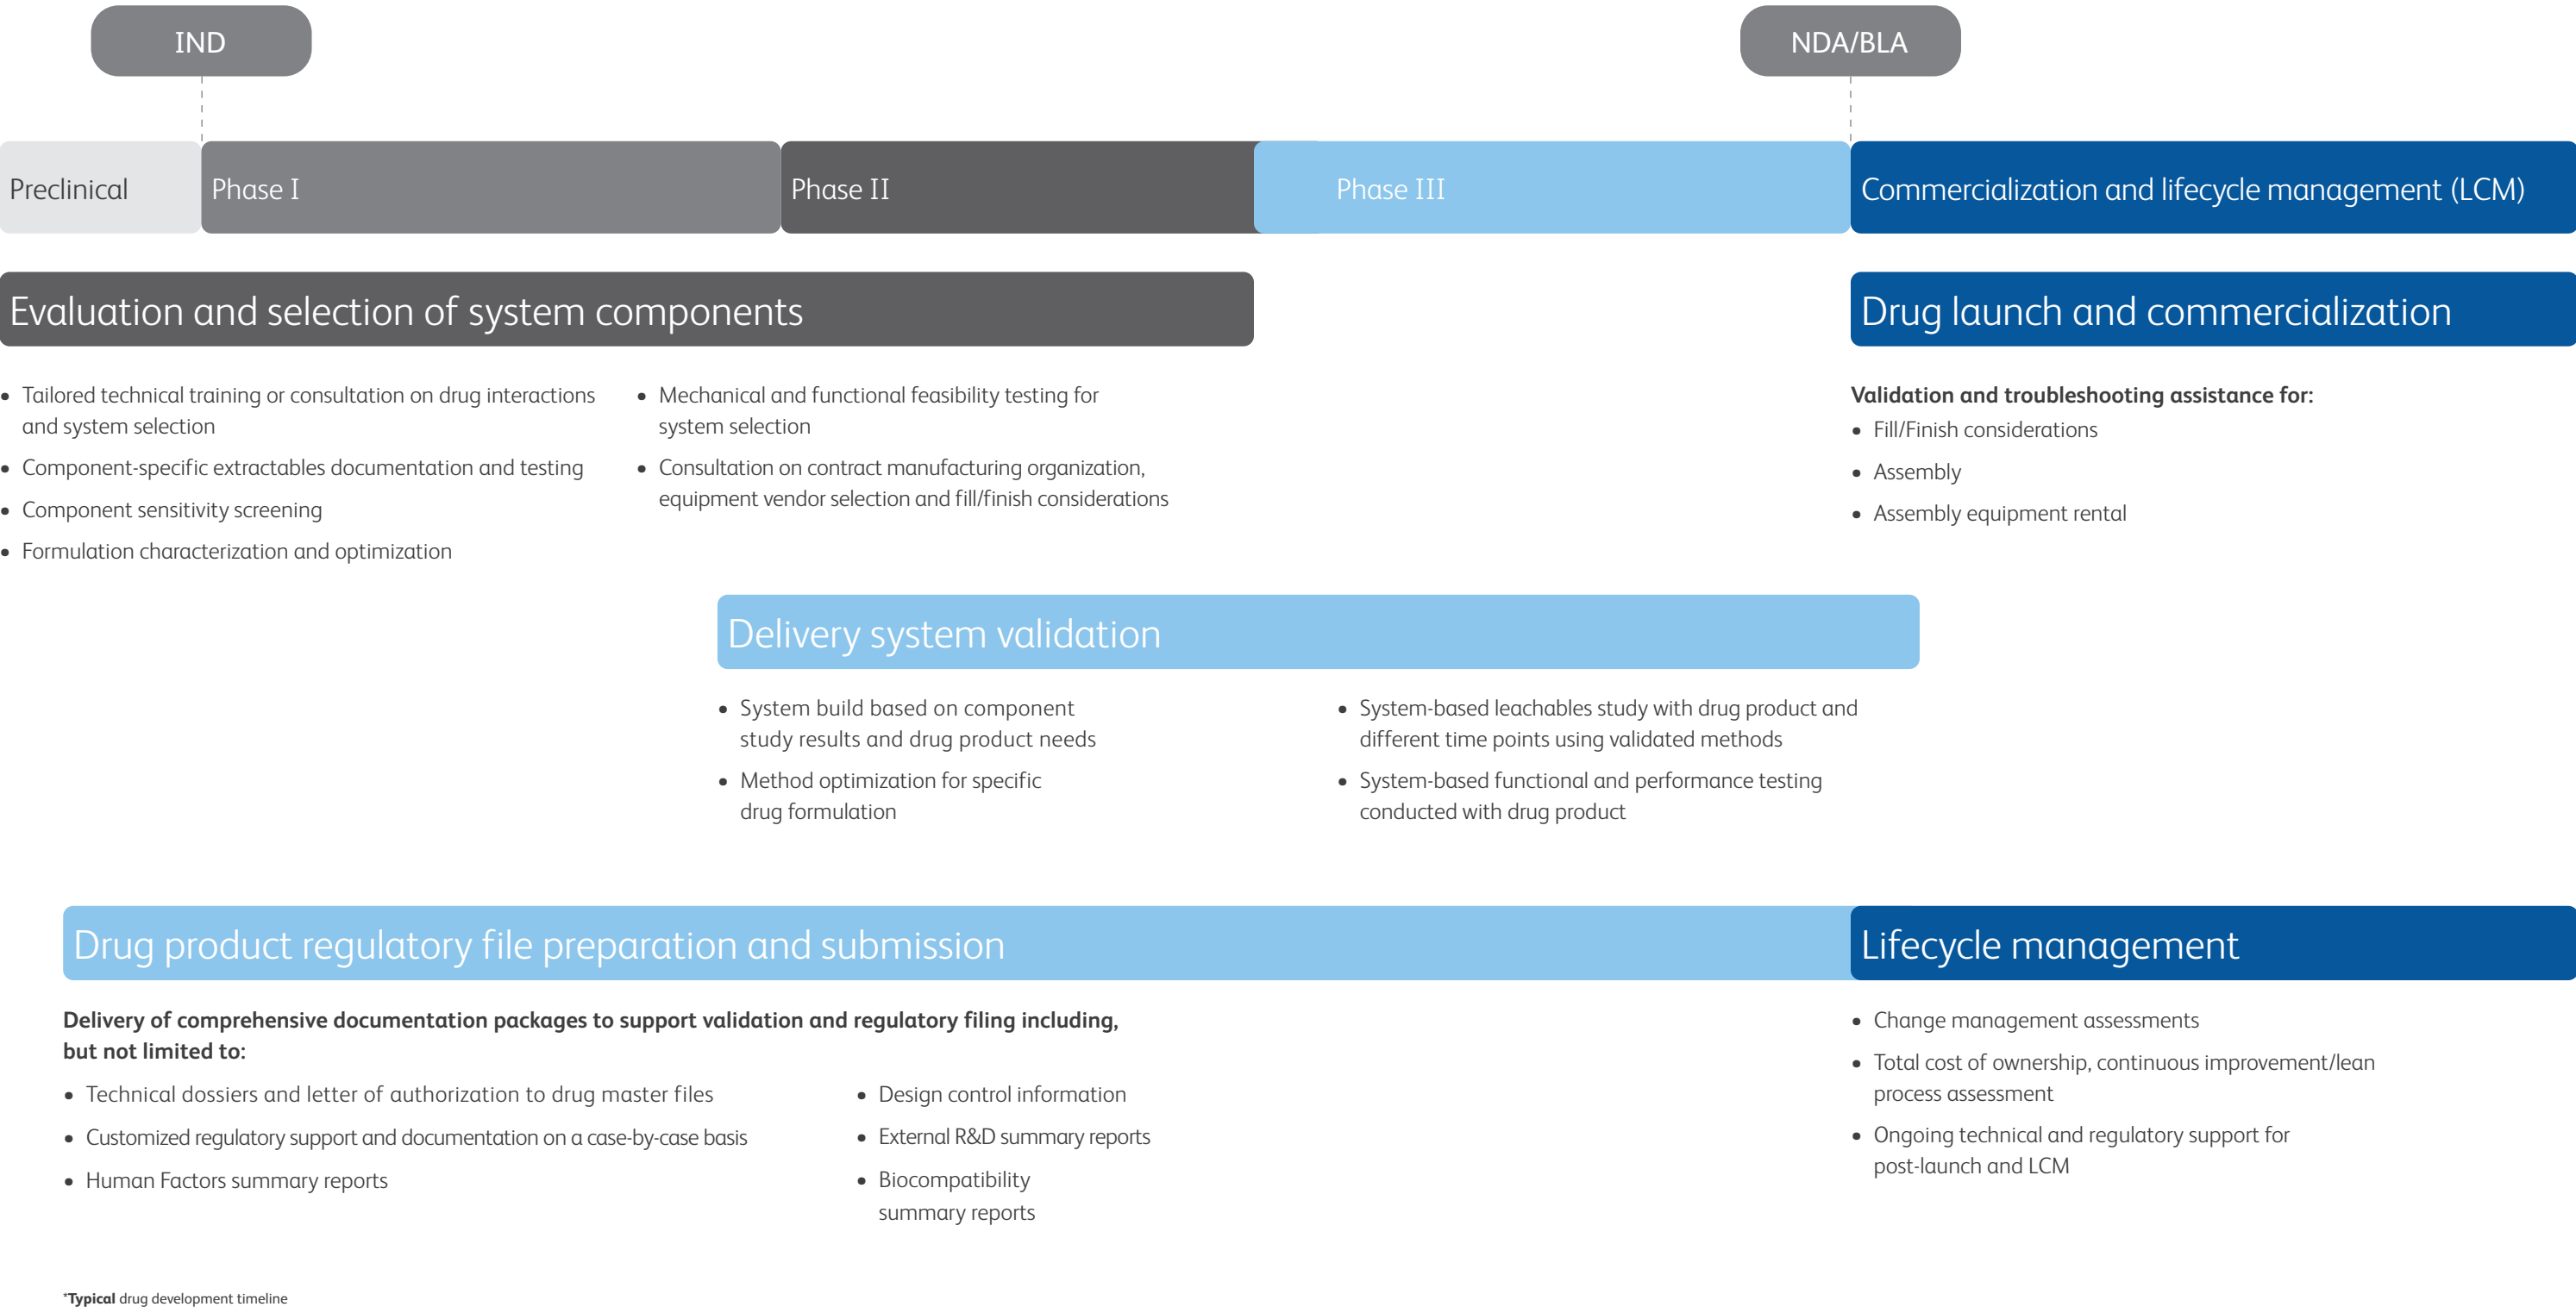 IND
NDA/BLA
Preclinical
Phase I
Phase II
Phase III
Commercialization and lifecycle management (LCM)
Evaluation and selection of system components
• Tailored technical training or consultation on drug interactions
and system selection
• Component-specific extractables documentation and testing
• Component sensitivity screening
• Formulation characterization and optimization
• Mechanical and functional feasibility testing for
system selection
• Consultation on contract manufacturing organization,
equipment vendor selection and fill/finish considerations
Drug launch and commercialization
Validation and troubleshooting assistance for:
• Fill/Finish considerations
• Assembly
• Assembly equipment rental
Delivery system validation
• System build based on component
study results and drug product needs
• Method optimization for specific
drug formulation
• System-based leachables study with drug product and
different time points using validated methods
• System-based functional and performance testing
conducted with drug product
Drug product regulatory file preparation and submission
Delivery of comprehensive documentation packages to support validation and regulatory filing including,
but not limited to:
• Technical dossiers and letter of authorization to drug master files
• Customized regulatory support and documentation on a case-by-case basis
• Human Factors summary reports
• Design control information
• External R&D summary reports
• Biocompatibility
summary reports
Lifecycle management
• Change management assessments
• Total cost of ownership, continuous improvement/lean
process assessment
• Ongoing technical and regulatory support for
post-launch and LCM
*Typical drug development timeline